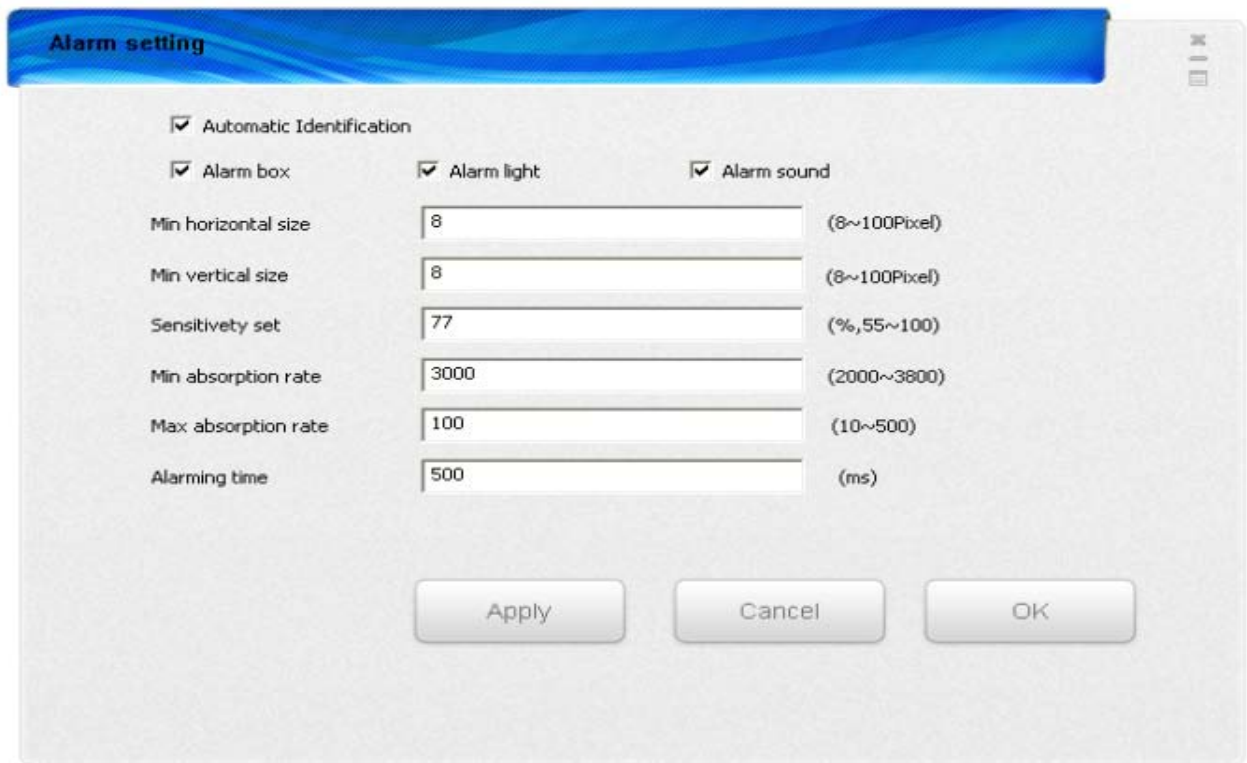 Alarm setting
Automatic Identification
Alarm box Alarm light Alarm sound
Min horizontal size 8 (8~100Pixel)
Min vertical size 8 (8~100Pixel)
Sensitivety set 77 (%,55~100)
Min absorption rate 3000 (2000~3800)
Max absorption rate 100 (10~500)
Alarming time 500 (ms)
Apply Cancel OK